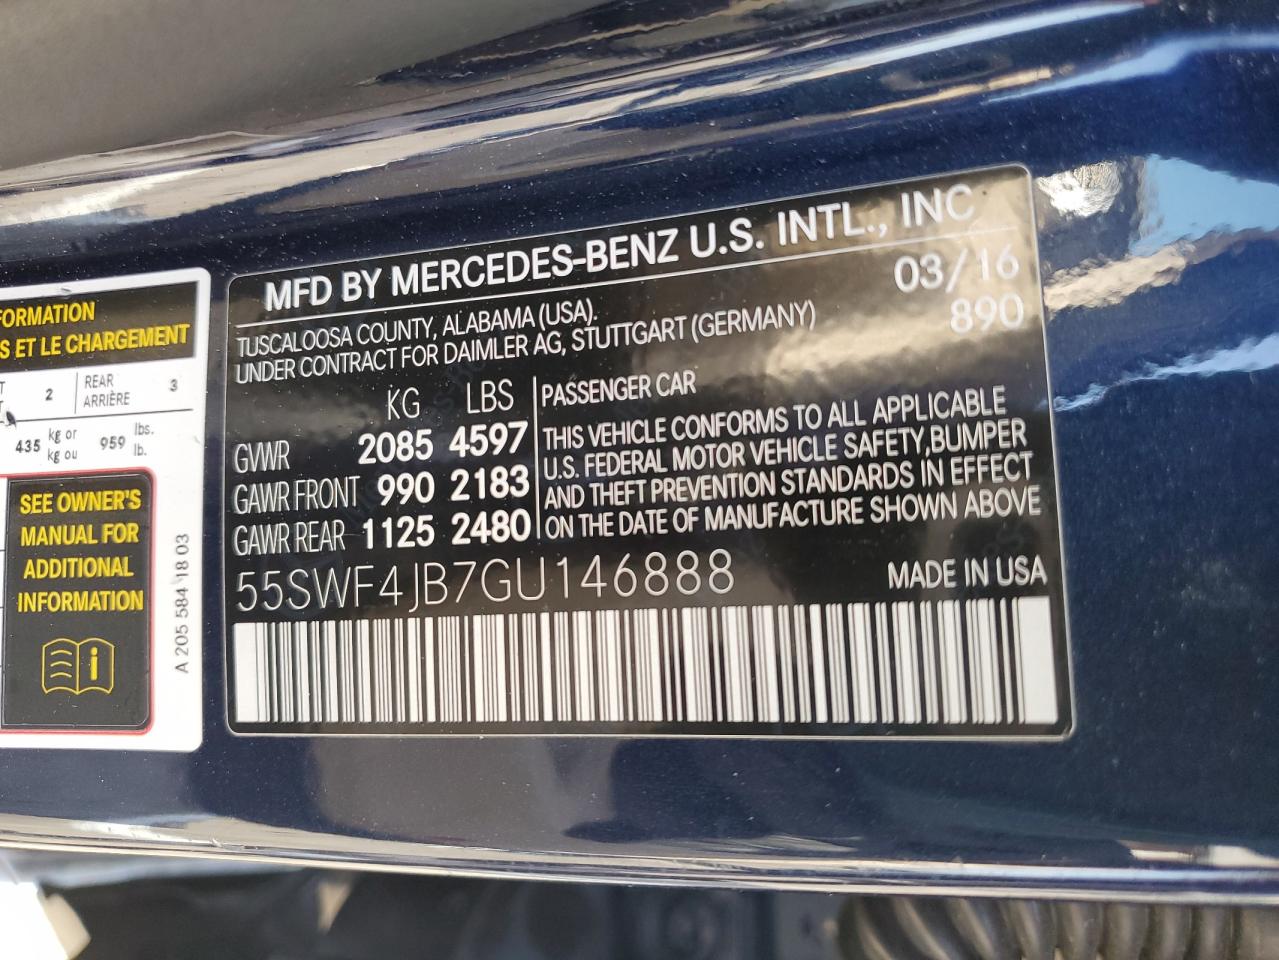 FORMATION
S ET LE CHARGEMENT
2 REAR ARRIÈRE 3
435 kg or kg ou 959 lbs. lb.
SEE OWNER'S
MANUAL FOR
ADDITIONAL
INFORMATION
A 205 584 18 03
MFD BY MERCEDES-BENZ U.S. INTL., INC
TUSCALOOSA COUNTY, ALABAMA (USA). 03/16
UNDER CONTRACT FOR DAIMLER AG, STUTTGART (GERMANY) 890
KG LBS
GVWR 2085 4597
GAWR FRONT 990 2183
GAWR REAR 1125 2480
PASSENGER CAR
THIS VEHICLE CONFORMS TO ALL APPLICABLE
U.S. FEDERAL MOTOR VEHICLE SAFETY,BUMPER
AND THEFT PREVENTION STANDARDS IN EFFECT
ON THE DATE OF MANUFACTURE SHOWN ABOVE
55SWF4JB7GU146888 MADE IN USA